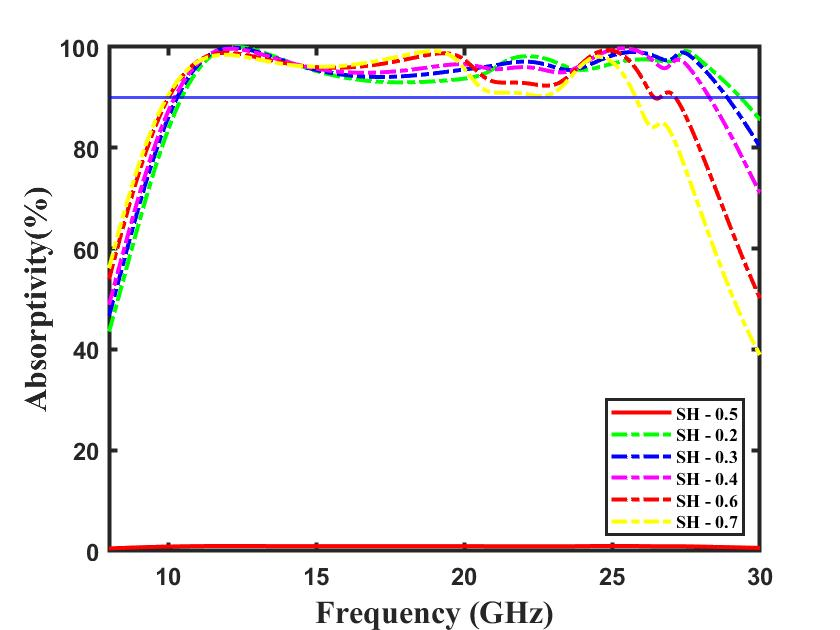 100
80
60
40
20
0
Absorptivity(%)
SH - 0.5
SH - 0.2
SH - 0.3
SH - 0.4
SH - 0.6
SH - 0.7
10 15 20 25 30
Frequency (GHz)